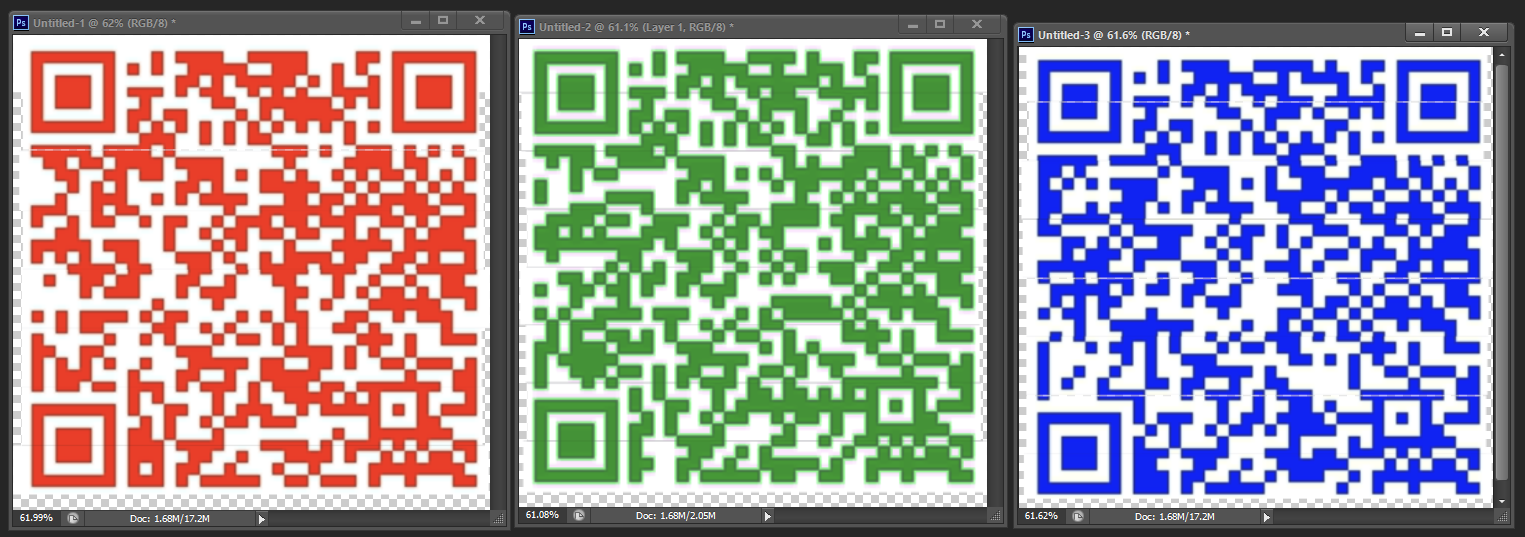 Ps Untitled-1 @ 62% (RGB/8) *
Ps Untitled-2 @ 61.1% (Layer 1, RGB/8) *
Ps Untitled-3 @ 61.6% (RGB/8) *
61.99% Doc: 1.68M/17.2M
61.08% Doc: 1.68M/2.05M
61.62% Doc: 1.68M/17.2M